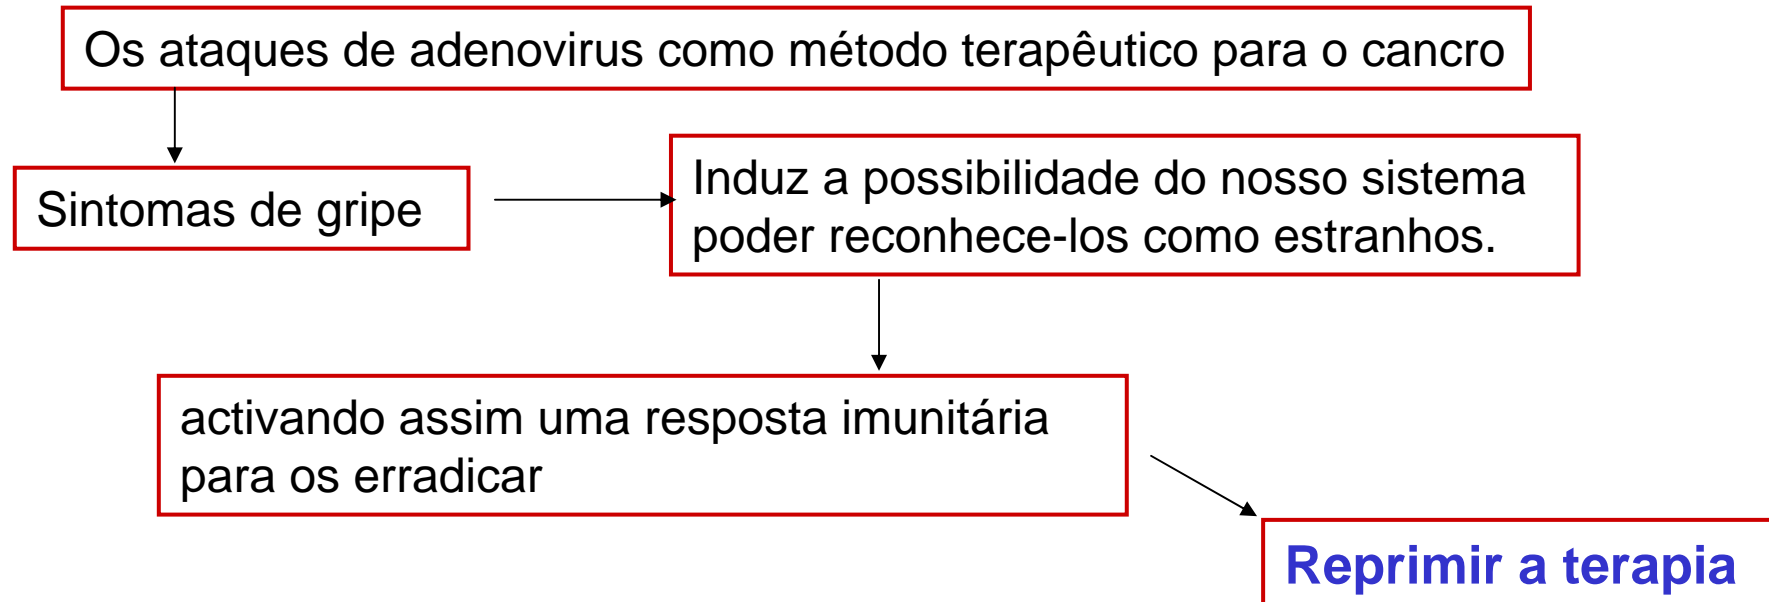 Os ataques de adenovirus como método terapêutico para o cancro
Sintomas de gripe
Induz a possibilidade do nosso sistema
poder reconhece-los como estranhos.
activando assim uma resposta imunitária
para os erradicar
Reprimir a terapia